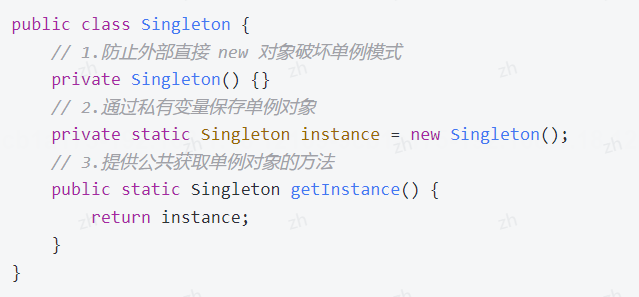 public class Singleton {
    // 1.防止外部直接 new 对象破坏单例模式
    private Singleton() {}
    // 2.通过私有变量保存单例对象
    private static Singleton instance = new Singleton();
    // 3.提供公共获取单例对象的方法
    public static Singleton getInstance() {
        return instance;
    }
}